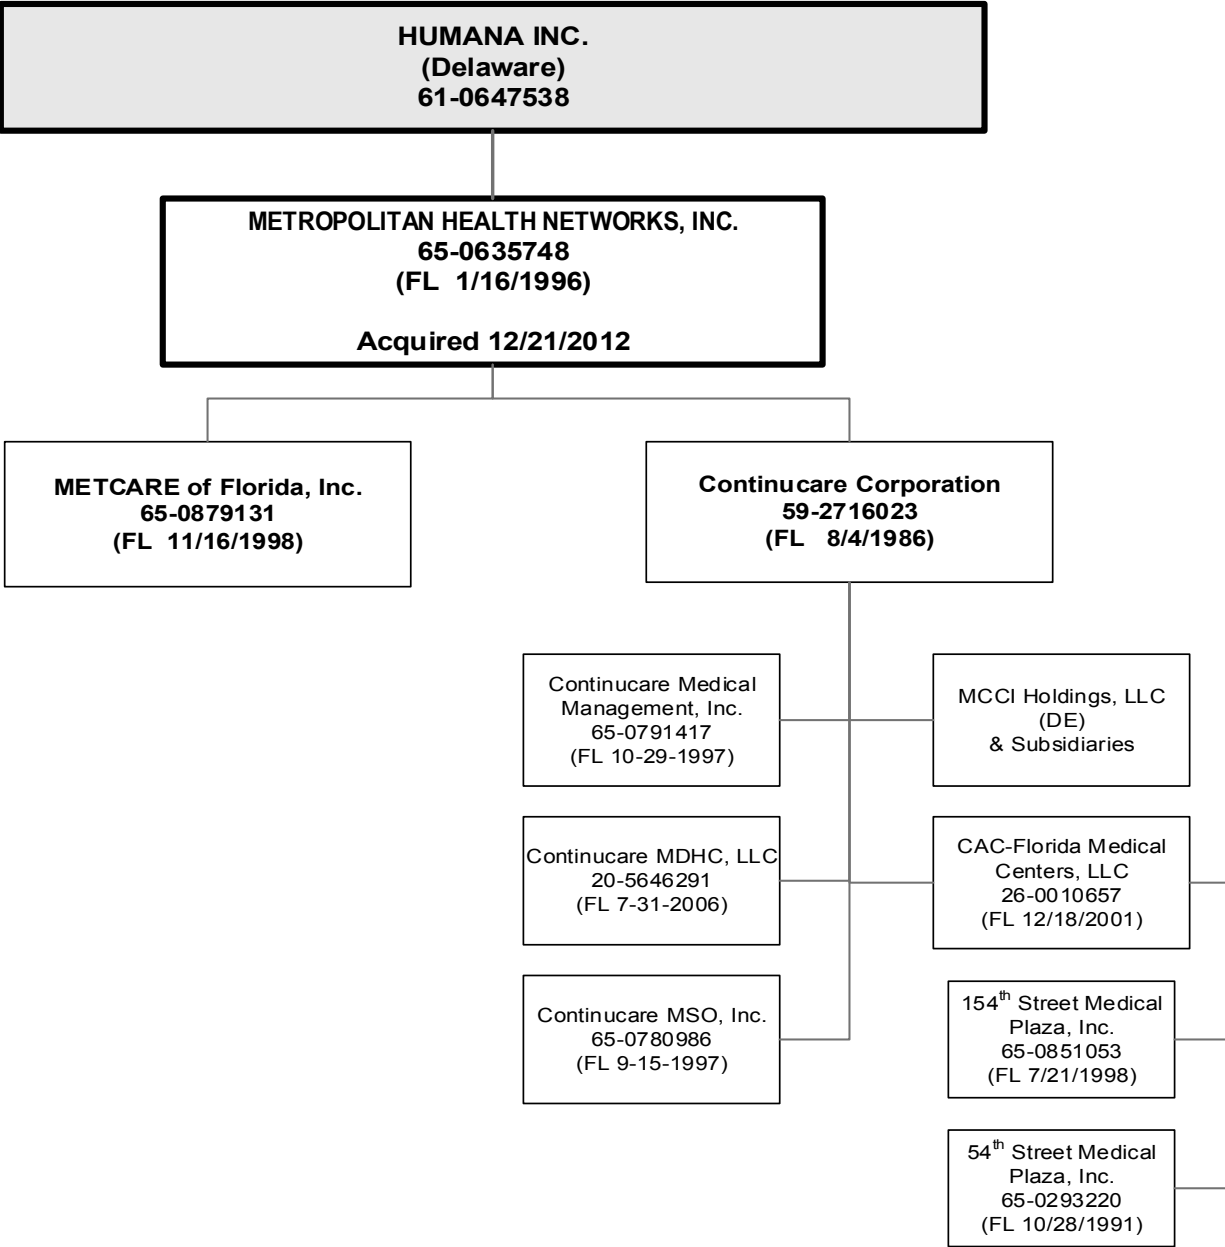 HUMANA INC.
(Delaware)
61-0647538
METROPOLITAN HEALTH NETWORKS, INC.
65-0635748
(FL 1/16/1996)
Acquired 12/21/2012
METCARE of Florida, Inc.
65-0879131
(FL 11/16/1998)
Continucare Corporation
59-2716023
(FL 8/4/1986)
Continucare Medical
Management, Inc.
65-0791417
(FL 10-29-1997)
MCCI Holdings, LLC
(DE)
& Subsidiaries
Continucare MDHC, LLC
20-5646291
(FL 7-31-2006)
CAC-Florida Medical
Centers, LLC
26-0010657
(FL 12/18/2001)
Continucare MSO, Inc.
65-0780986
(FL 9-15-1997)
154th Street Medical
Plaza, Inc.
65-0851053
(FL 7/21/1998)
54th Street Medical
Plaza, Inc.
65-0293220
(FL 10/28/1991)